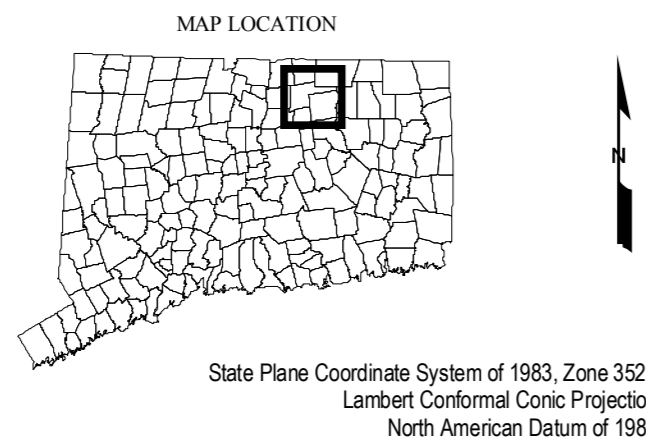 MAP LOCATION
N
State Plane Coordinate System of 1983, Zone 352
Lambert Conformal Conic Projectio
North American Datum of 198